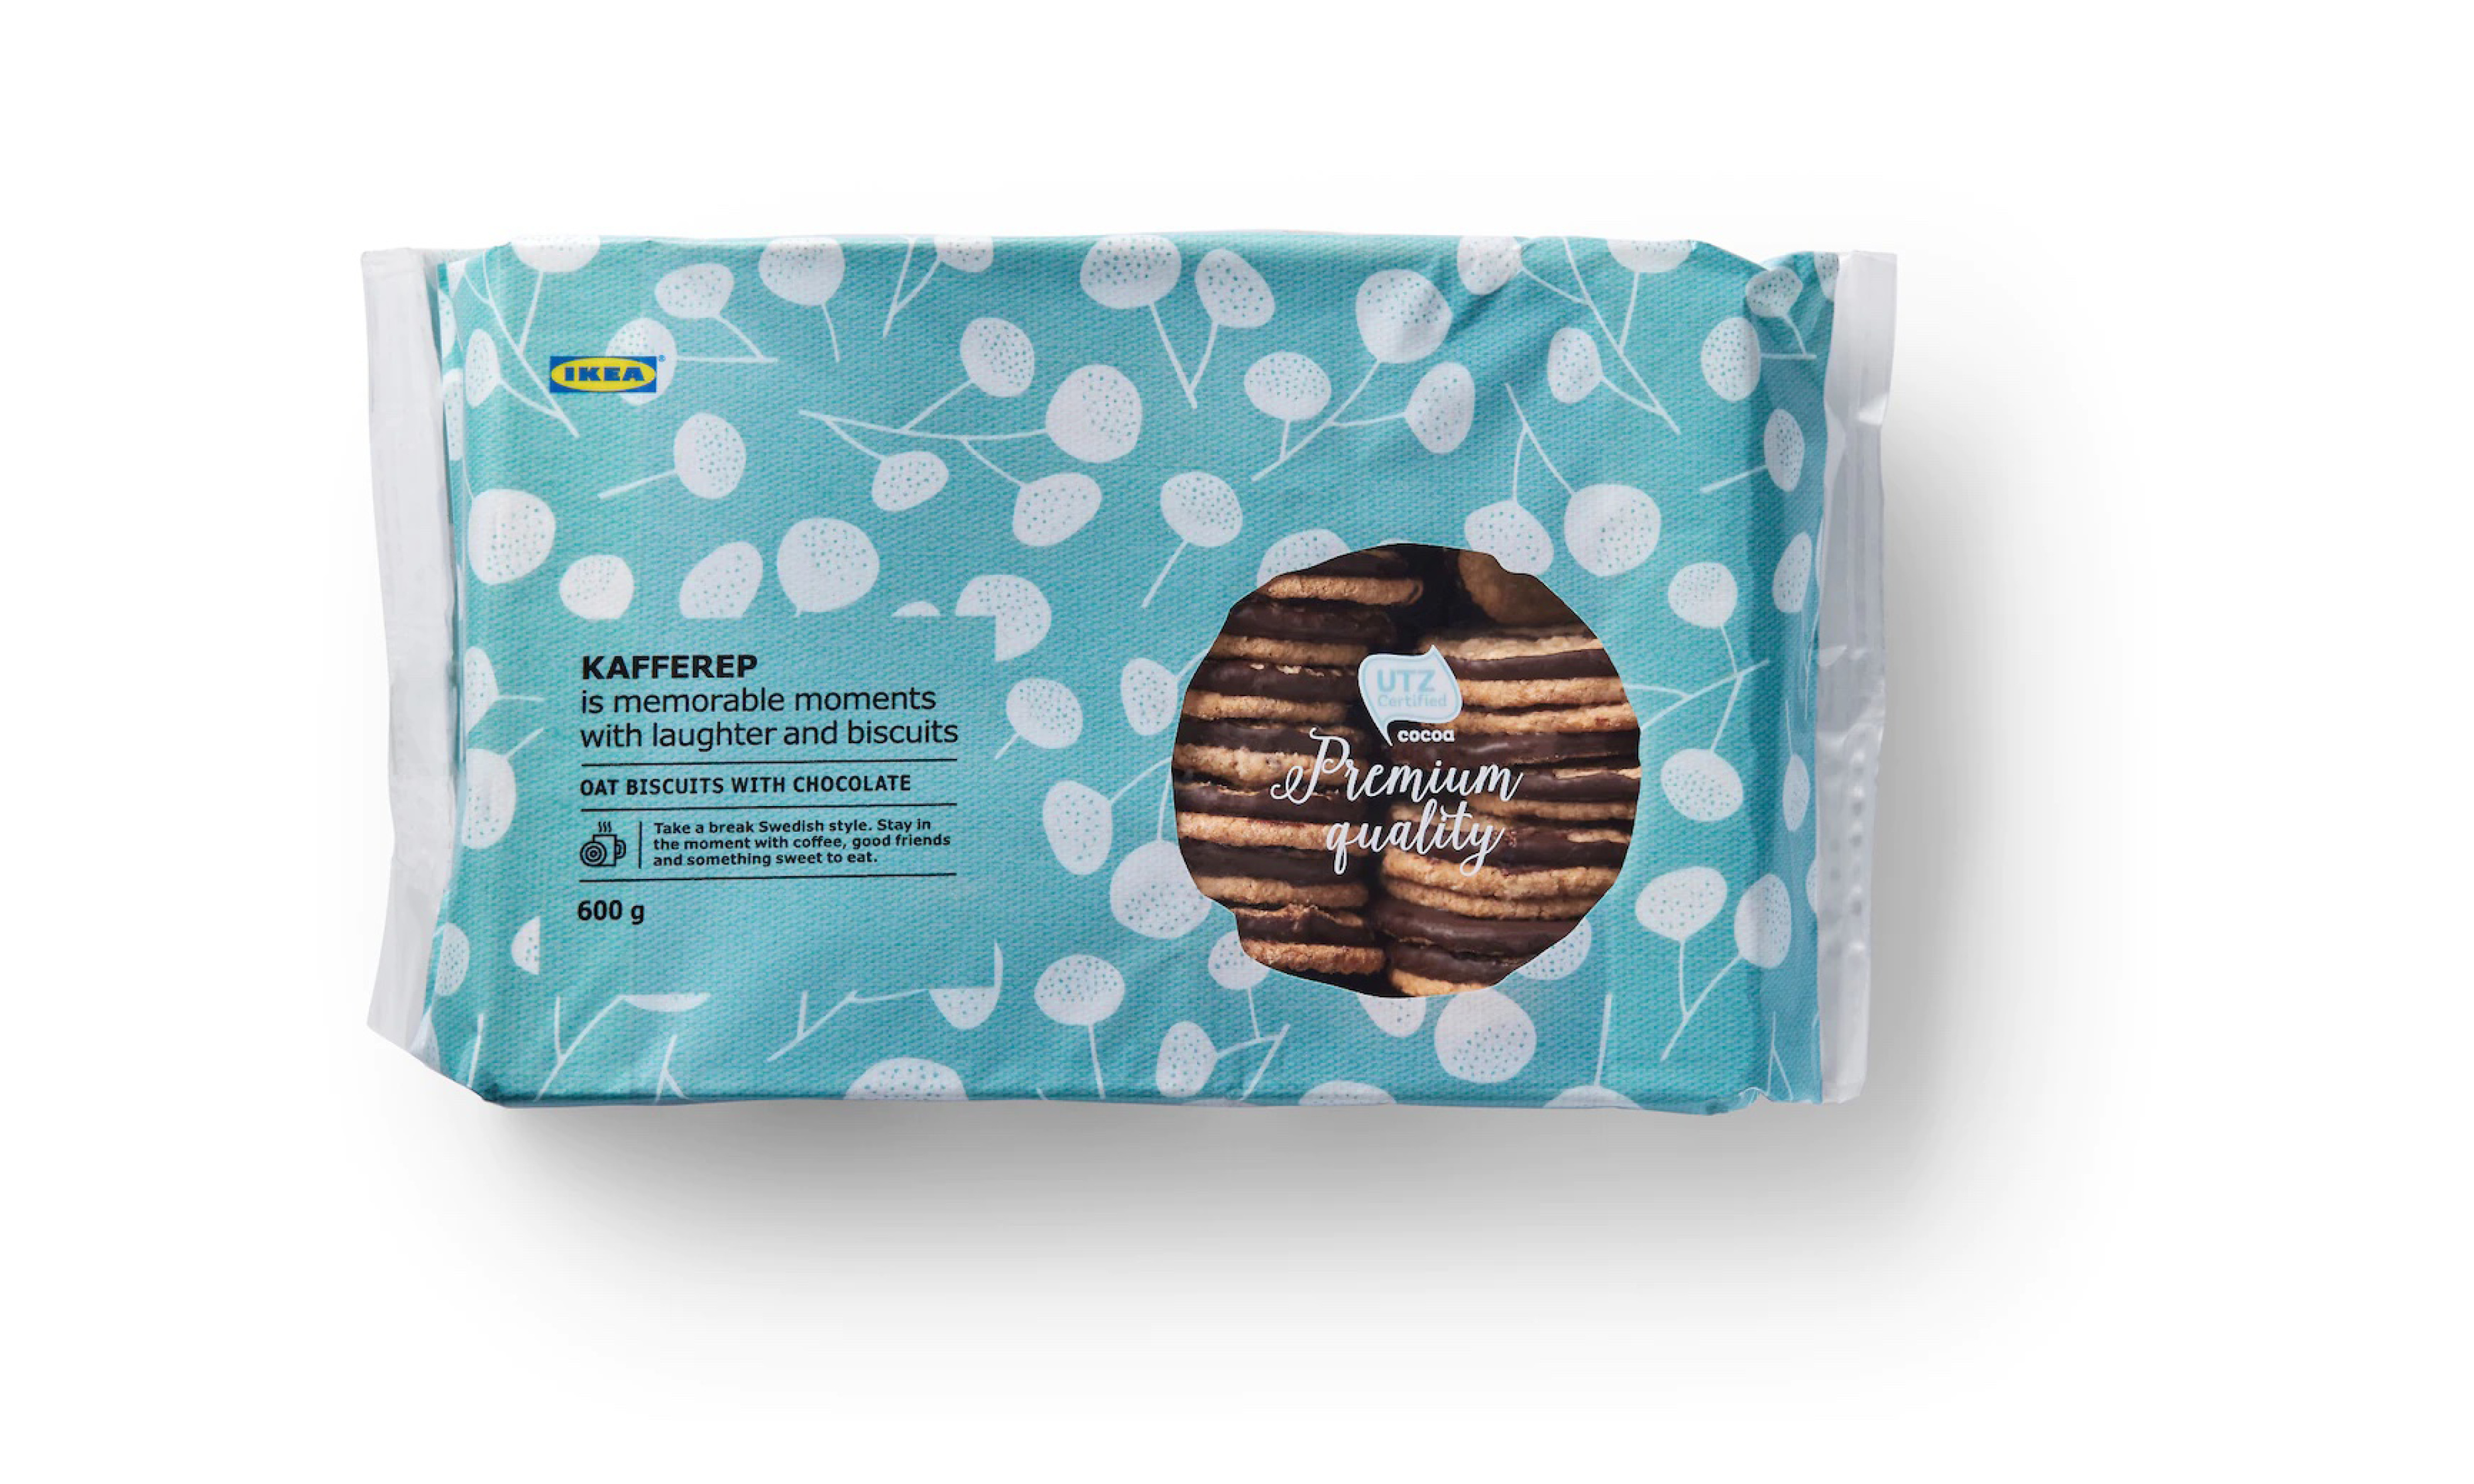 IKEA®
KAFFEREP
is memorable moments
with laughter and biscuits
OAT BISCUITS WITH CHOCOLATE
Take a break Swedish style. Stay in
the moment with coffee, good friends
and something sweet to eat.
600 g
UTZ
Certified
cocoa
Premium
quality